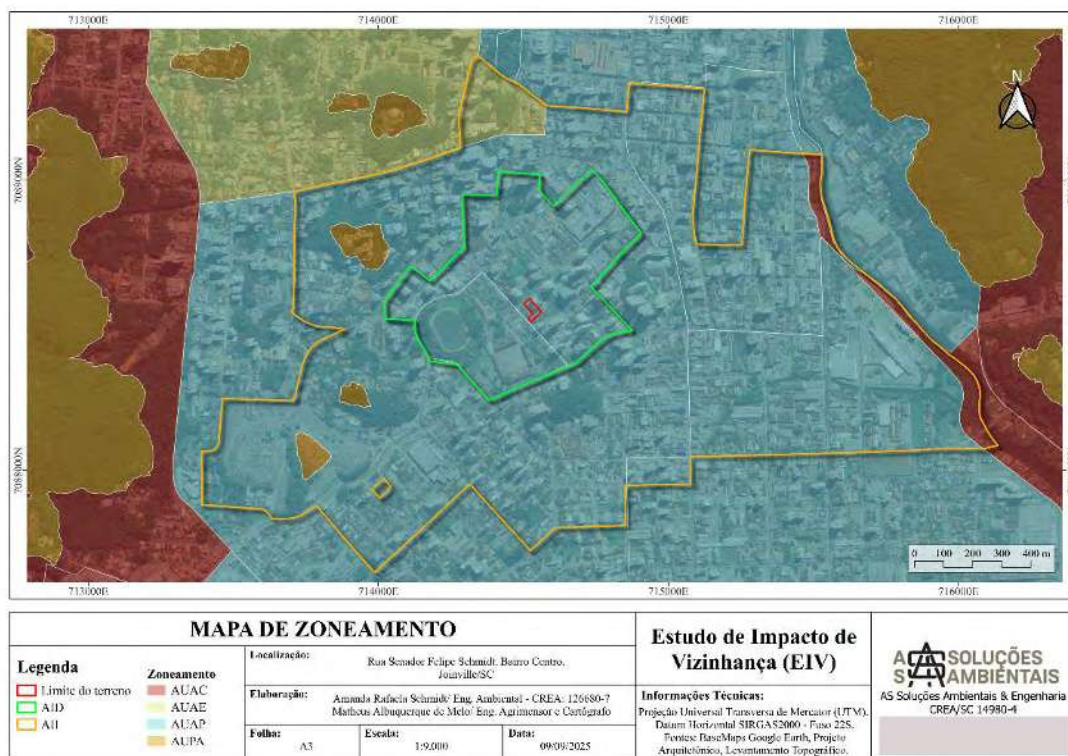 713000E 714000E 715000E 716000E
7089000N
7088000N
N
0 100 200 300 400 m
713000E 714000E 715000E 716000E
MAPA DE ZONEAMENTO
Legenda
Limite do terreno
AID
AII
Zoneamento
AUAC
AUAE
AUAP
AUPA
Localização:
Rua Senador Felipe Schmidt, Bairro Centro,
Joinville/SC
Elaboração:
Amanda Rafaela Schmidt/ Eng. Ambiental - CREA: 126680-7
Matheus Albuquerque de Melo/ Eng. Agrimensor e Cartógrafo
Folha:
A3
Escala:
1:9.000
Data:
09/09/2025
Estudo de Impacto de
Vizinhança (EIV)
Informações Técnicas:
Projeção Universal Transversa de Mercator (UTM).
Datum Horizontal SIRGAS2000 - Fuso 22S.
Fontes: BaseMaps Google Earth, Projeto
Arquitetônico, Levantamento Topográfico.
AS SOLUÇÕES
AMBIENTAIS
AS Soluções Ambientais & Engenharia
CREA/SC 14980-4